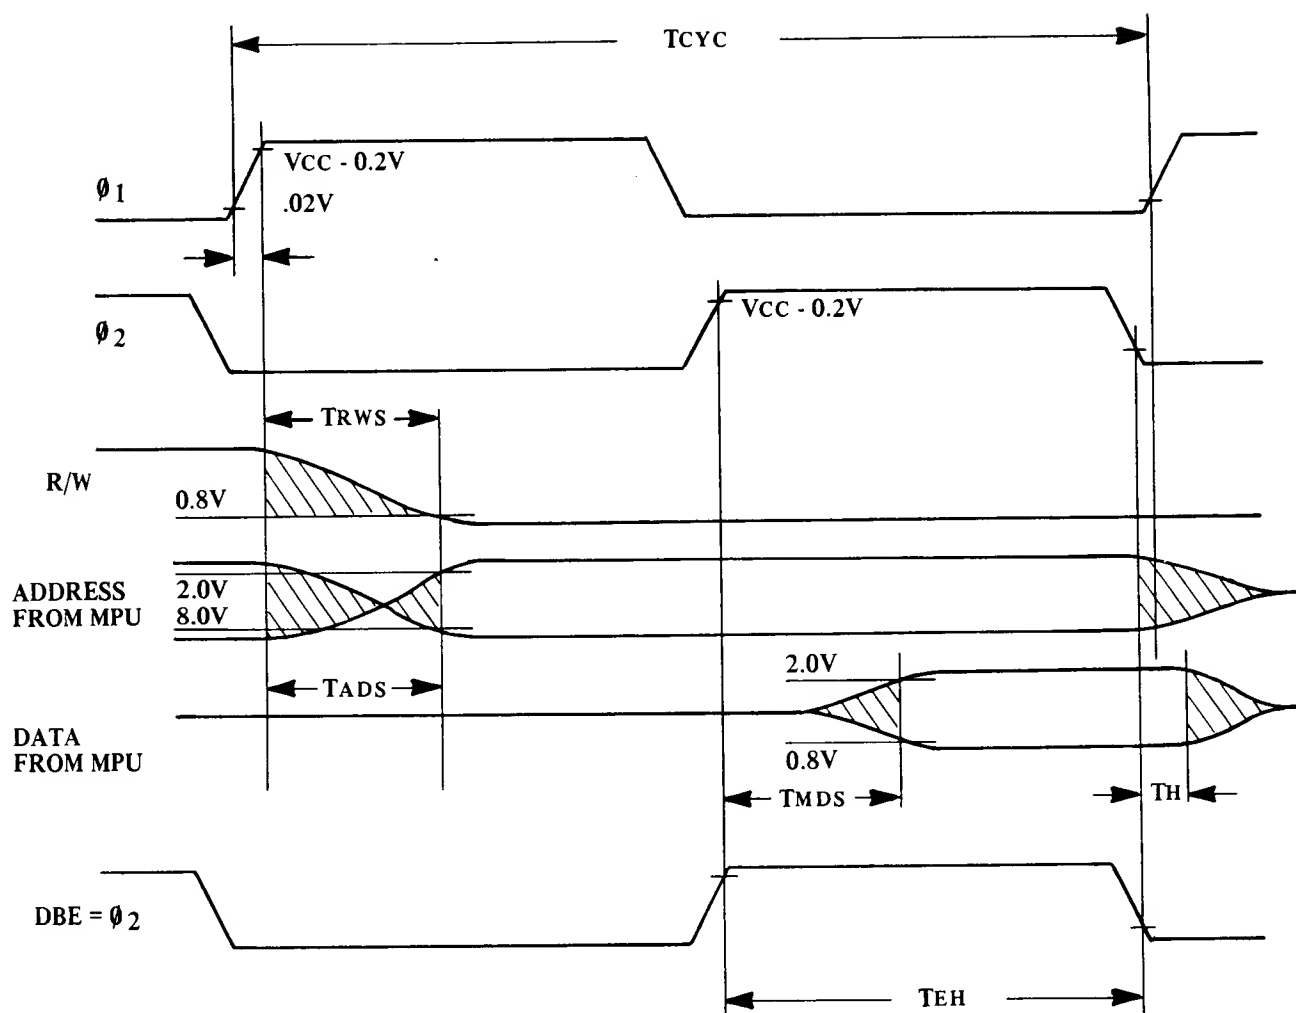 TCYC
VCC - 0.2V
Ø1
.02V
VCC - 0.2V
Ø2
TRWS
R/W
0.8V
ADDRESS
FROM MPU
2.0V
8.0V
2.0V
TADS
DATA
FROM MPU
0.8V
TMDS
TH
DBE = Ø2
TEH